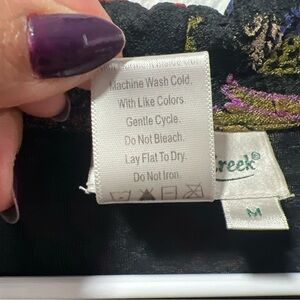 Machine Wash Cold.
With Like Colors.
Gentle Cycle.
Do Not Bleach.
Lay Flat To Dry.
Do Not Iron.
reek®
M